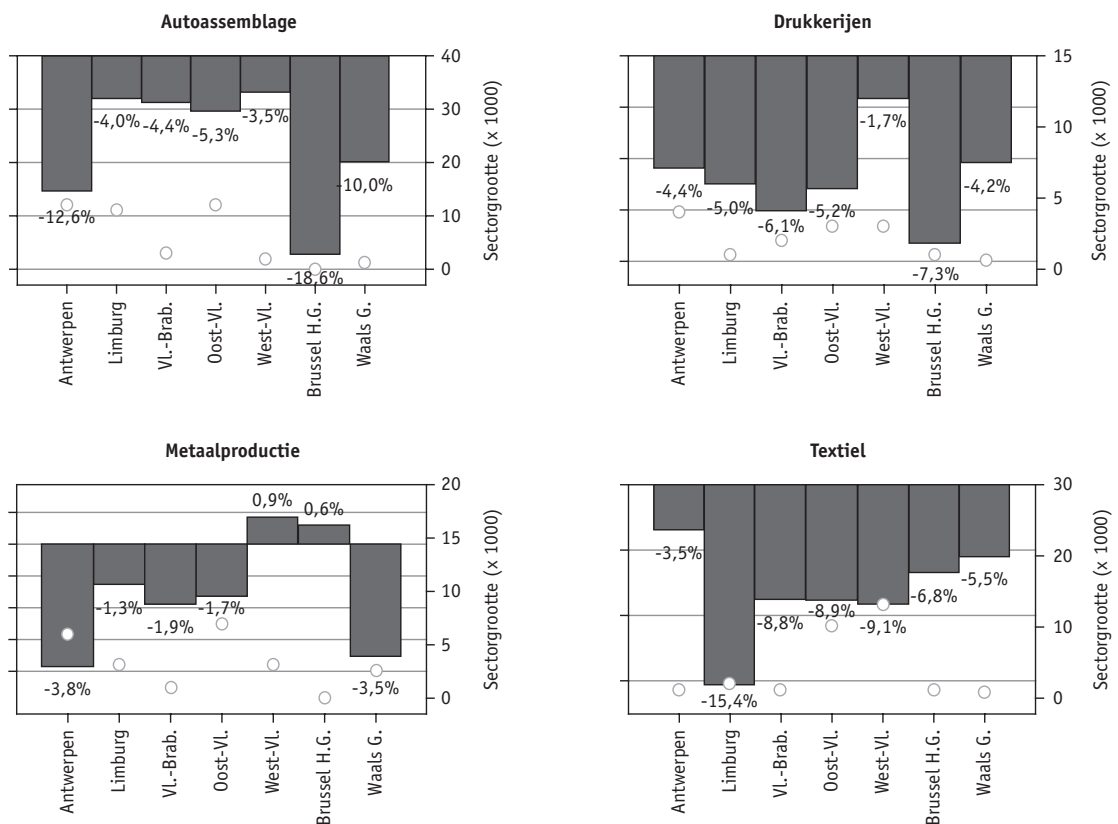 Autoassemblage
40
30
20
10
0
Sectorgrootte (x 1000)
-12,6%
-4,0%
-4,4%
-5,3%
-3,5%
-18,6%
-10,0%
Antwerpen
Limburg
Vl.-Brab.
Oost-Vl.
West-Vl.
Brussel H.G.
Waals G.
Drukkerijen
15
10
5
0
Sectorgrootte (x 1000)
-4,4%
-5,0%
-6,1%
-5,2%
-1,7%
-7,3%
-4,2%
Antwerpen
Limburg
Vl.-Brab.
Oost-Vl.
West-Vl.
Brussel H.G.
Waals G.
Metaalproductie
20
15
10
5
0
Sectorgrootte (x 1000)
-3,8%
-1,3%
-1,9%
-1,7%
0,9%
0,6%
-3,5%
Antwerpen
Limburg
Vl.-Brab.
Oost-Vl.
West-Vl.
Brussel H.G.
Waals G.
Textiel
30
20
10
0
Sectorgrootte (x 1000)
-3,5%
-15,4%
-8,8%
-8,9%
-9,1%
-6,8%
-5,5%
Antwerpen
Limburg
Vl.-Brab.
Oost-Vl.
West-Vl.
Brussel H.G.
Waals G.